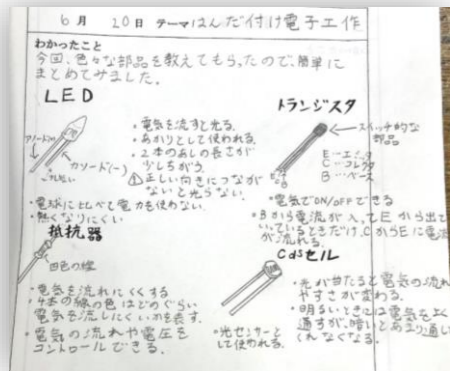 6月 20日 テーマ はんだ付け電子工作
わかったこと
今回、色々な部品を教えてもらったので、簡単に
まとめてみました。
LED
アノード(+)
カソード(-)
・電気を流すと光る。
・あかりとして使われる。
・2本のあしの長さが
少しちがう。
正しい向きにつなが
ないと光らない。
・電球に比べて電力を使わない。
・熱くなりにくい
トランジスタ
スイッチ的な
部品
E…エミッタ
C…コレクタ
B…ベース
・電気でON/OFFできる
・Bから電流が入ってEから出て
いているときだけ、CからEに電流
が流れる。
抵抗器
四色の線
・電気を流れにくくする
・4本の線の色はどのぐらい
電気を流しにくいかを表す。
・電気の流れや電圧を
コントロールできる。
Cdsセル
・光が当たると電気の流れ
やすさが変わる。
・明るいときには電気をよく
通すが、暗いとあまり通し
くれなくなる。
・光センサーと
して使われる。